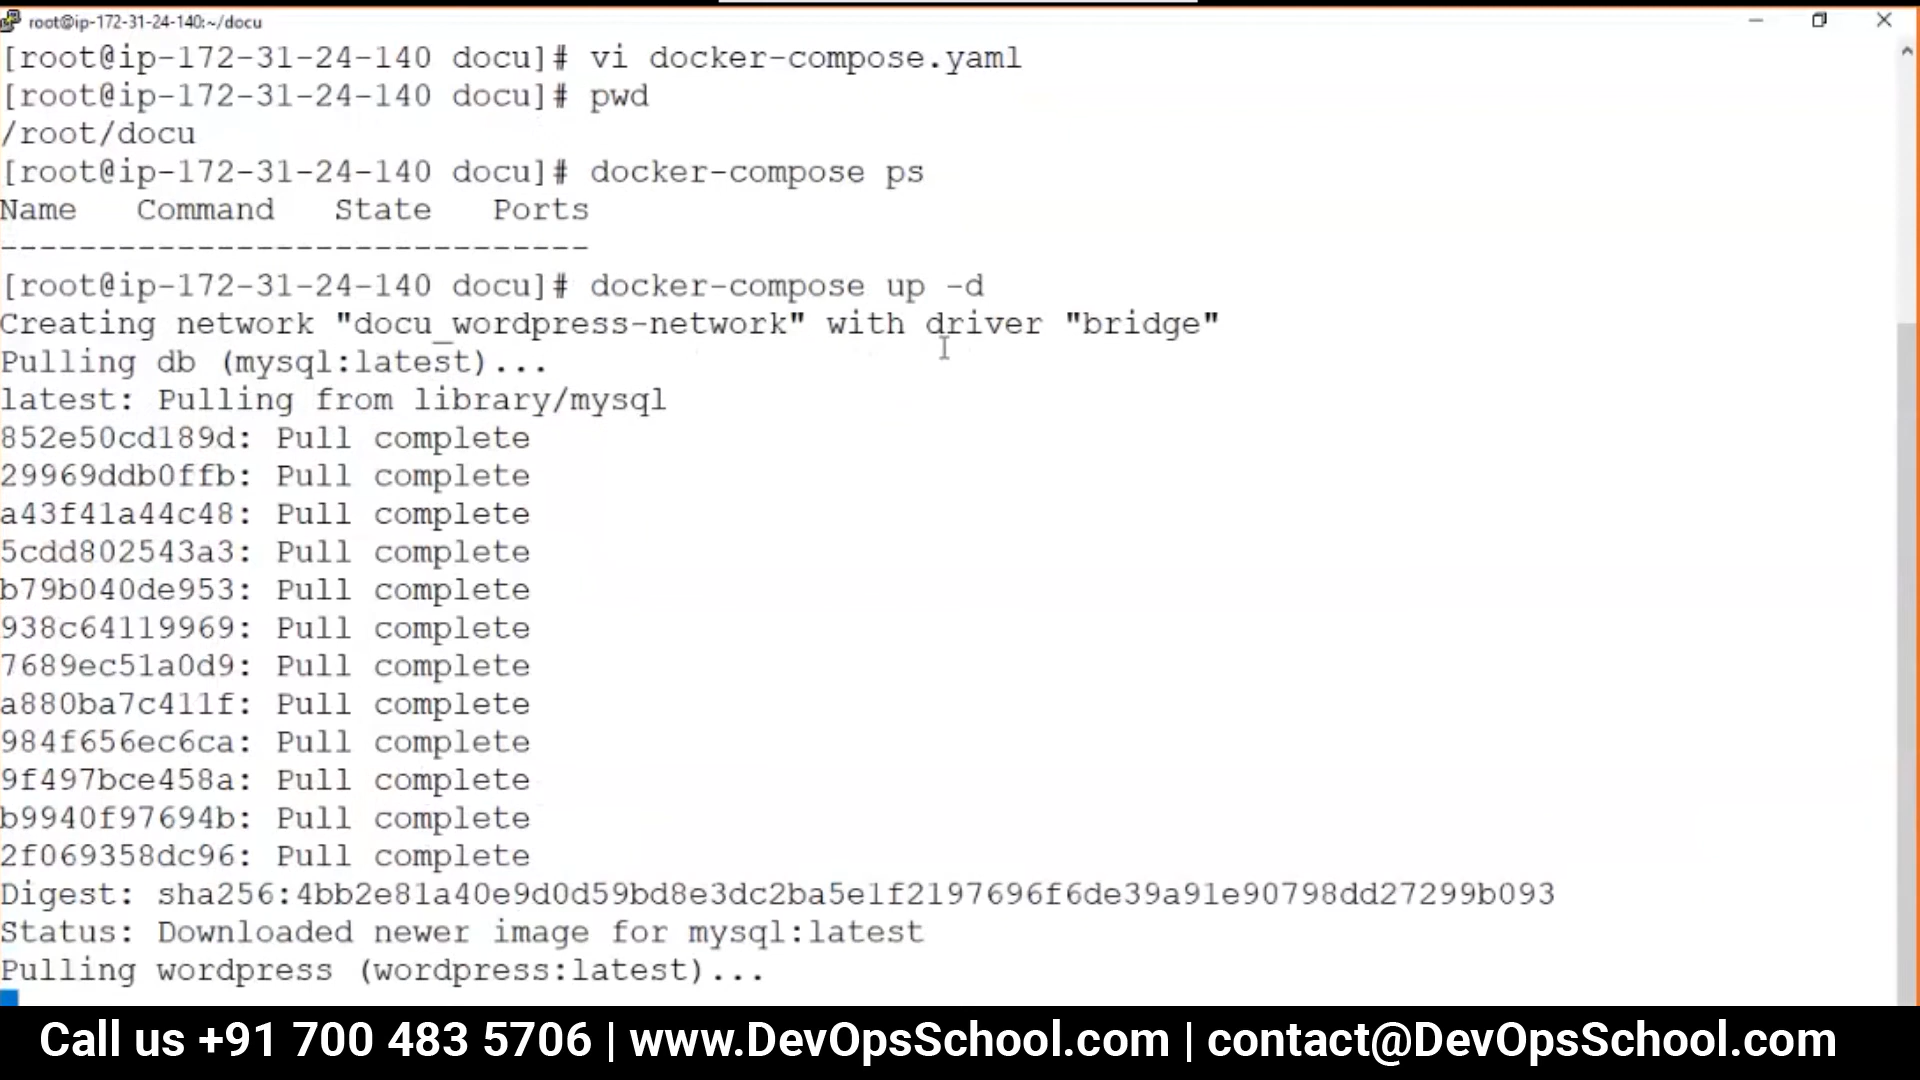 root@ip-172-31-24-140:~/docu
[root@ip-172-31-24-140 docu]# vi docker-compose.yaml
[root@ip-172-31-24-140 docu]# pwd
/root/docu
[root@ip-172-31-24-140 docu]# docker-compose ps
Name   Command   State   Ports
------------------------------
[root@ip-172-31-24-140 docu]# docker-compose up -d
Creating network "docu_wordpress-network" with driver "bridge"
Pulling db (mysql:latest)...
latest: Pulling from library/mysql
852e50cd189d: Pull complete
29969ddb0ffb: Pull complete
a43f41a44c48: Pull complete
5cdd802543a3: Pull complete
b79b040de953: Pull complete
938c64119969: Pull complete
7689ec51a0d9: Pull complete
a880ba7c411f: Pull complete
984f656ec6ca: Pull complete
9f497bce458a: Pull complete
b9940f97694b: Pull complete
2f069358dc96: Pull complete
Digest: sha256:4bb2e81a40e9d0d59bd8e3dc2ba5e1f2197696f6de39a91e90798dd27299b093
Status: Downloaded newer image for mysql:latest
Pulling wordpress (wordpress:latest)...
Call us +91 700 483 5706 | www.DevOpsSchool.com | contact@DevOpsSchool.com